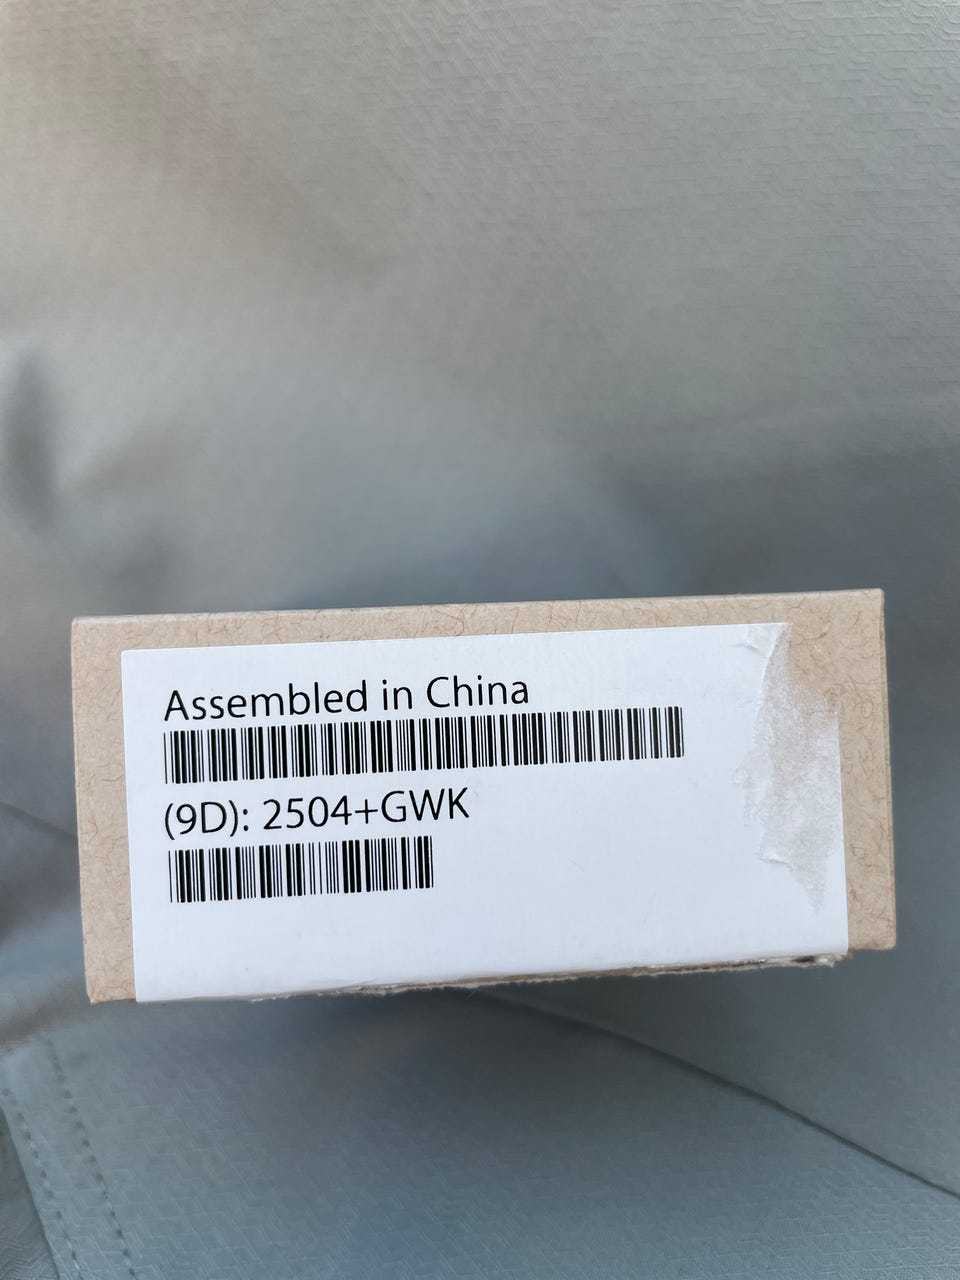 Assembled in China
(9D): 2504+GWK